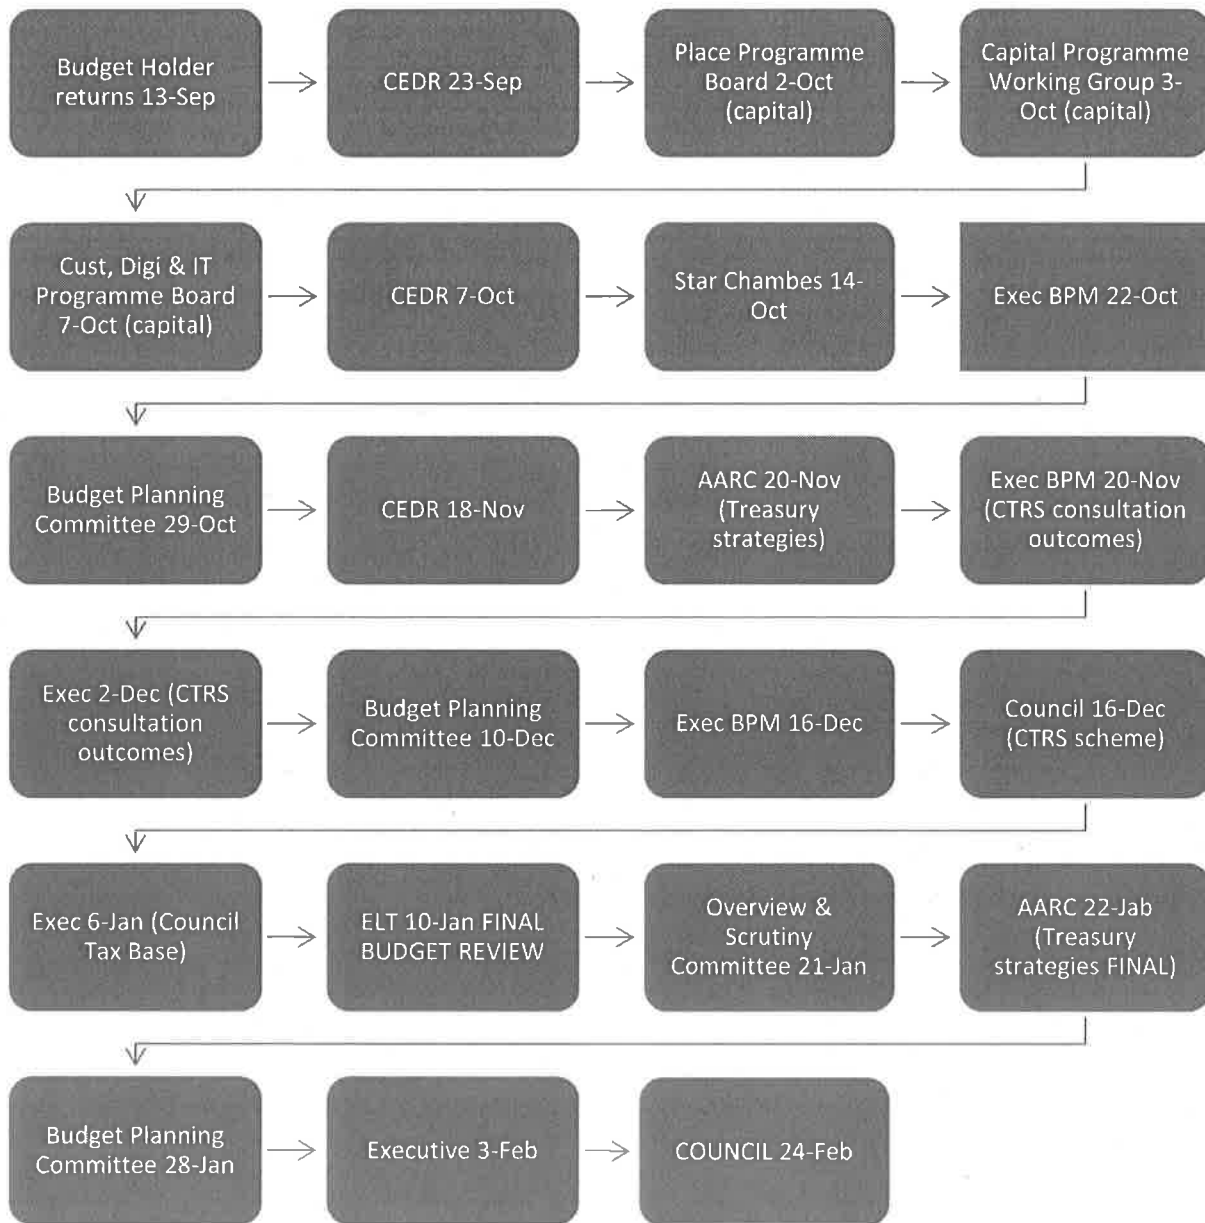 Budget Holder
returns 13-Sep
CEDR 23-Sep
Place Programme
Board 2-Oct
(capital)
Capital Programme
Working Group 3-
Oct (capital)
Cust, Digi & IT
Programme Board
7-Oct (capital)
CEDR 7-Oct
Star Chambes 14-
Oct
Exec BPM 22-Oct
Budget Planning
Committee 29-Oct
CEDR 18-Nov
AARC 20-Nov
(Treasury
strategies)
Exec BPM 20-Nov
(CTRS consultation
outcomes)
Exec 2-Dec (CTRS
consultation
outcomes)
Budget Planning
Committee 10-Dec
Exec BPM 16-Dec
Council 16-Dec
(CTRS scheme)
Exec 6-Jan (Council
Tax Base)
ELT 10-Jan FINAL
BUDGET REVIEW
Overview &
Scrutiny
Committee 21-Jan
AARC 22-Jab
(Treasury
strategies FINAL)
Budget Planning
Committee 28-Jan
Executive 3-Feb
COUNCIL 24-Feb